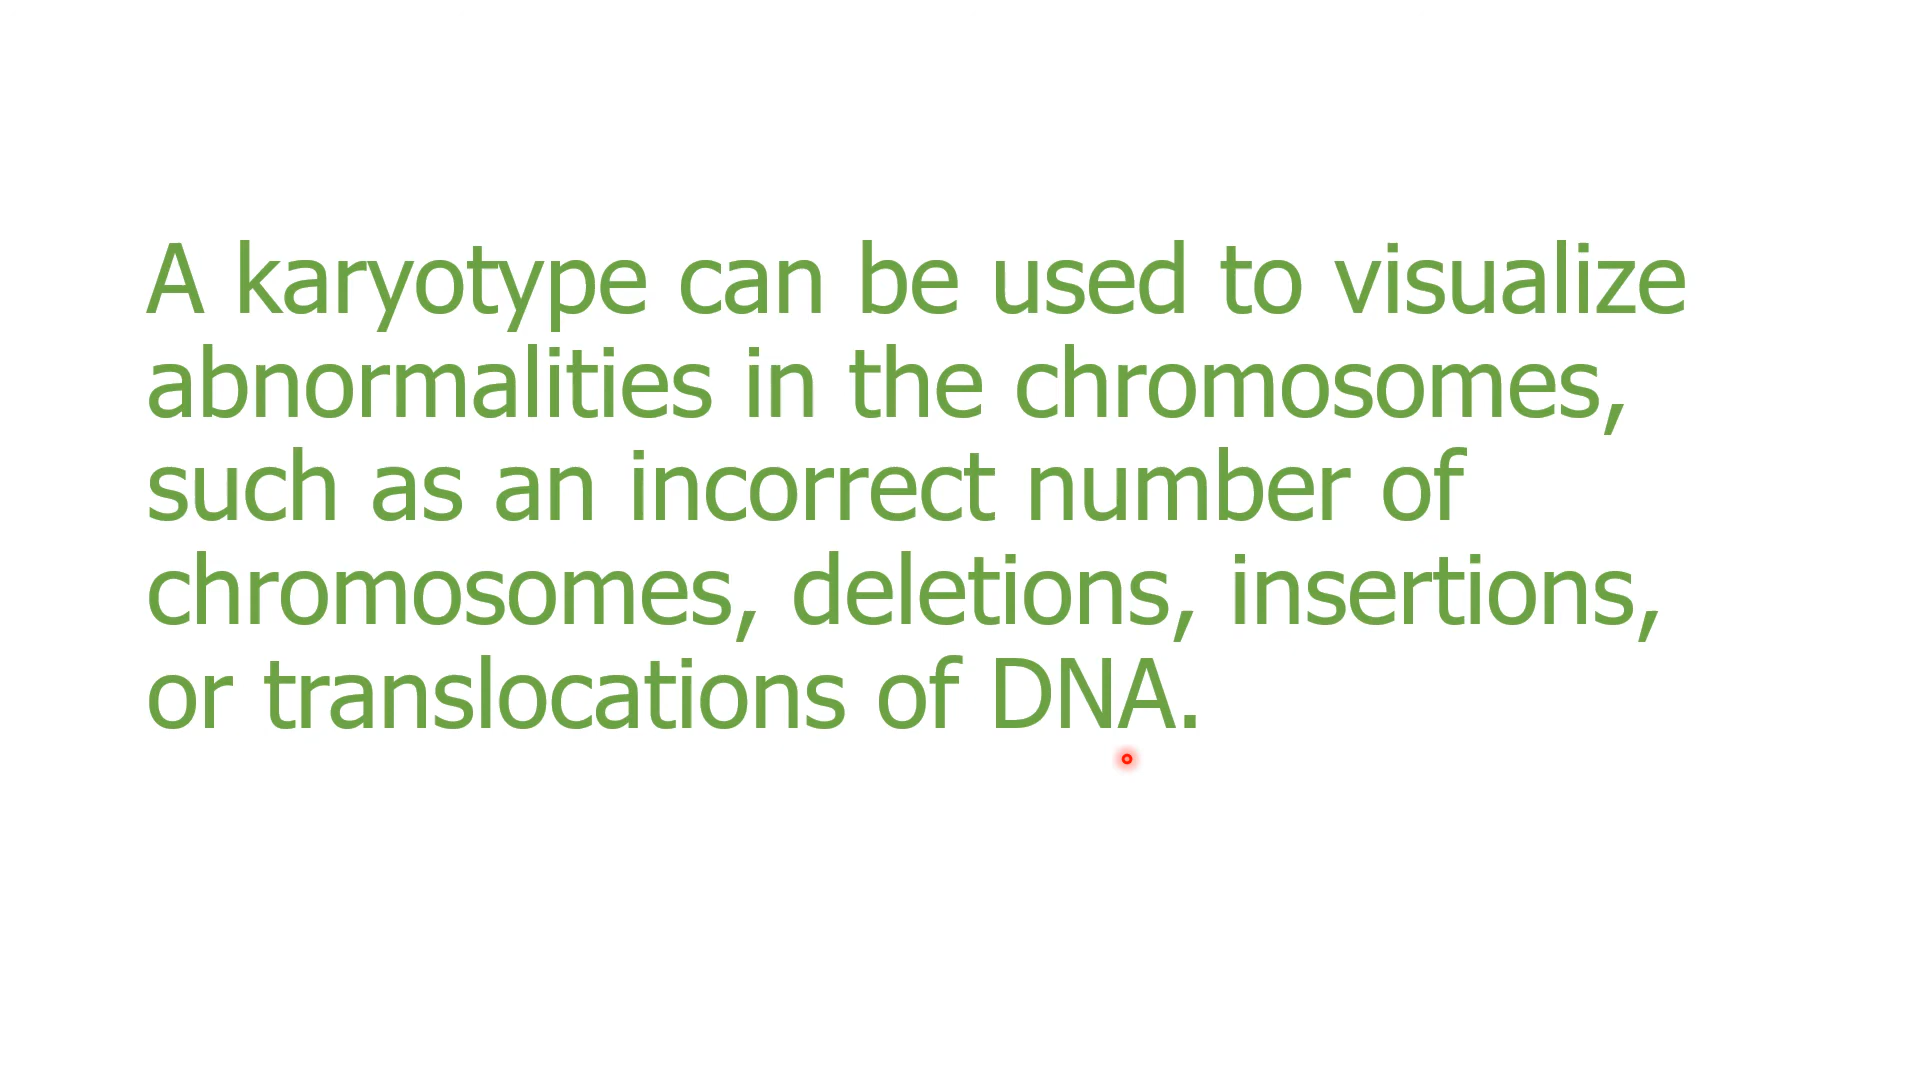 A karyotype can be used to visualize
abnormalities in the chromosomes,
such as an incorrect number of
chromosomes, deletions, insertions,
or translocations of DNA.